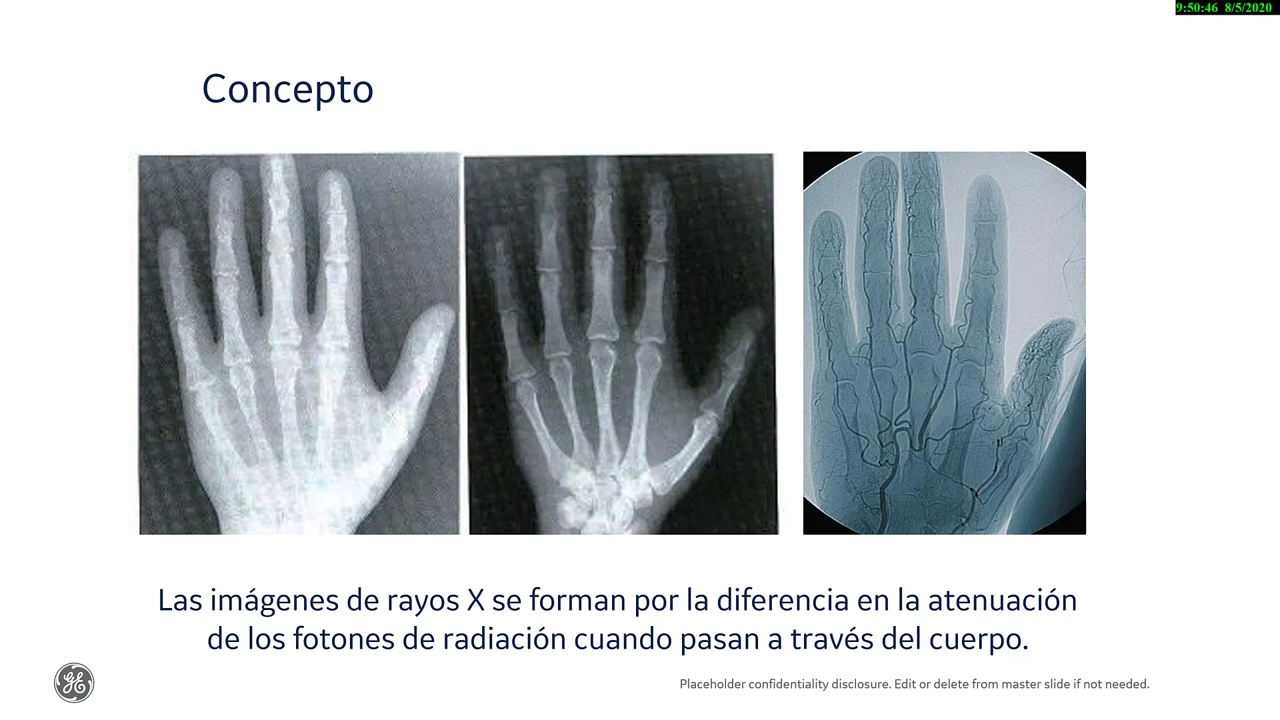 9:50:46 8/5/2020
Concepto
Las imágenes de rayos X se forman por la diferencia en la atenuación
de los fotones de radiación cuando pasan a través del cuerpo.
GE
Placeholder confidentiality disclosure. Edit or delete from master slide if not needed.